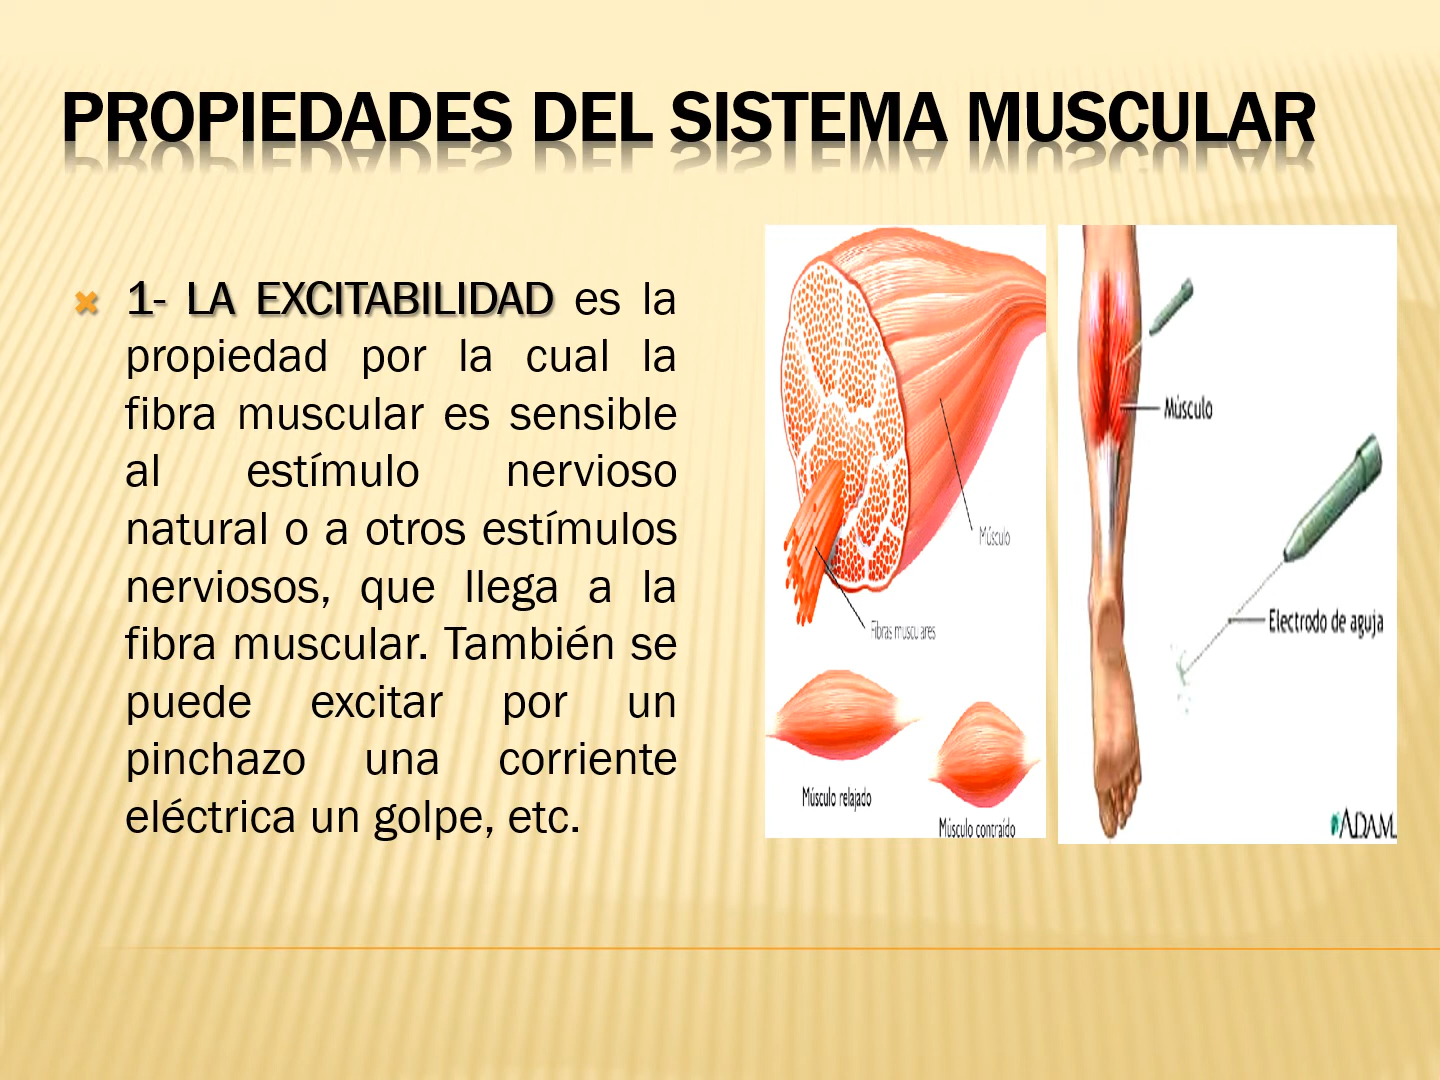 PROPIEDADES DEL SISTEMA MUSCULAR
1- LA EXCITABILIDAD es la
propiedad por la cual la
fibra muscular es sensible
al estímulo nervioso
natural o a otros estímulos
nerviosos, que llega a la
fibra muscular. También se
puede excitar por un
pinchazo una corriente
eléctrica un golpe, etc.
Músculo
Fibras musculares
Músculo relajado
Músculo contraído
Músculo
Electrodo de aguja
ADAM.